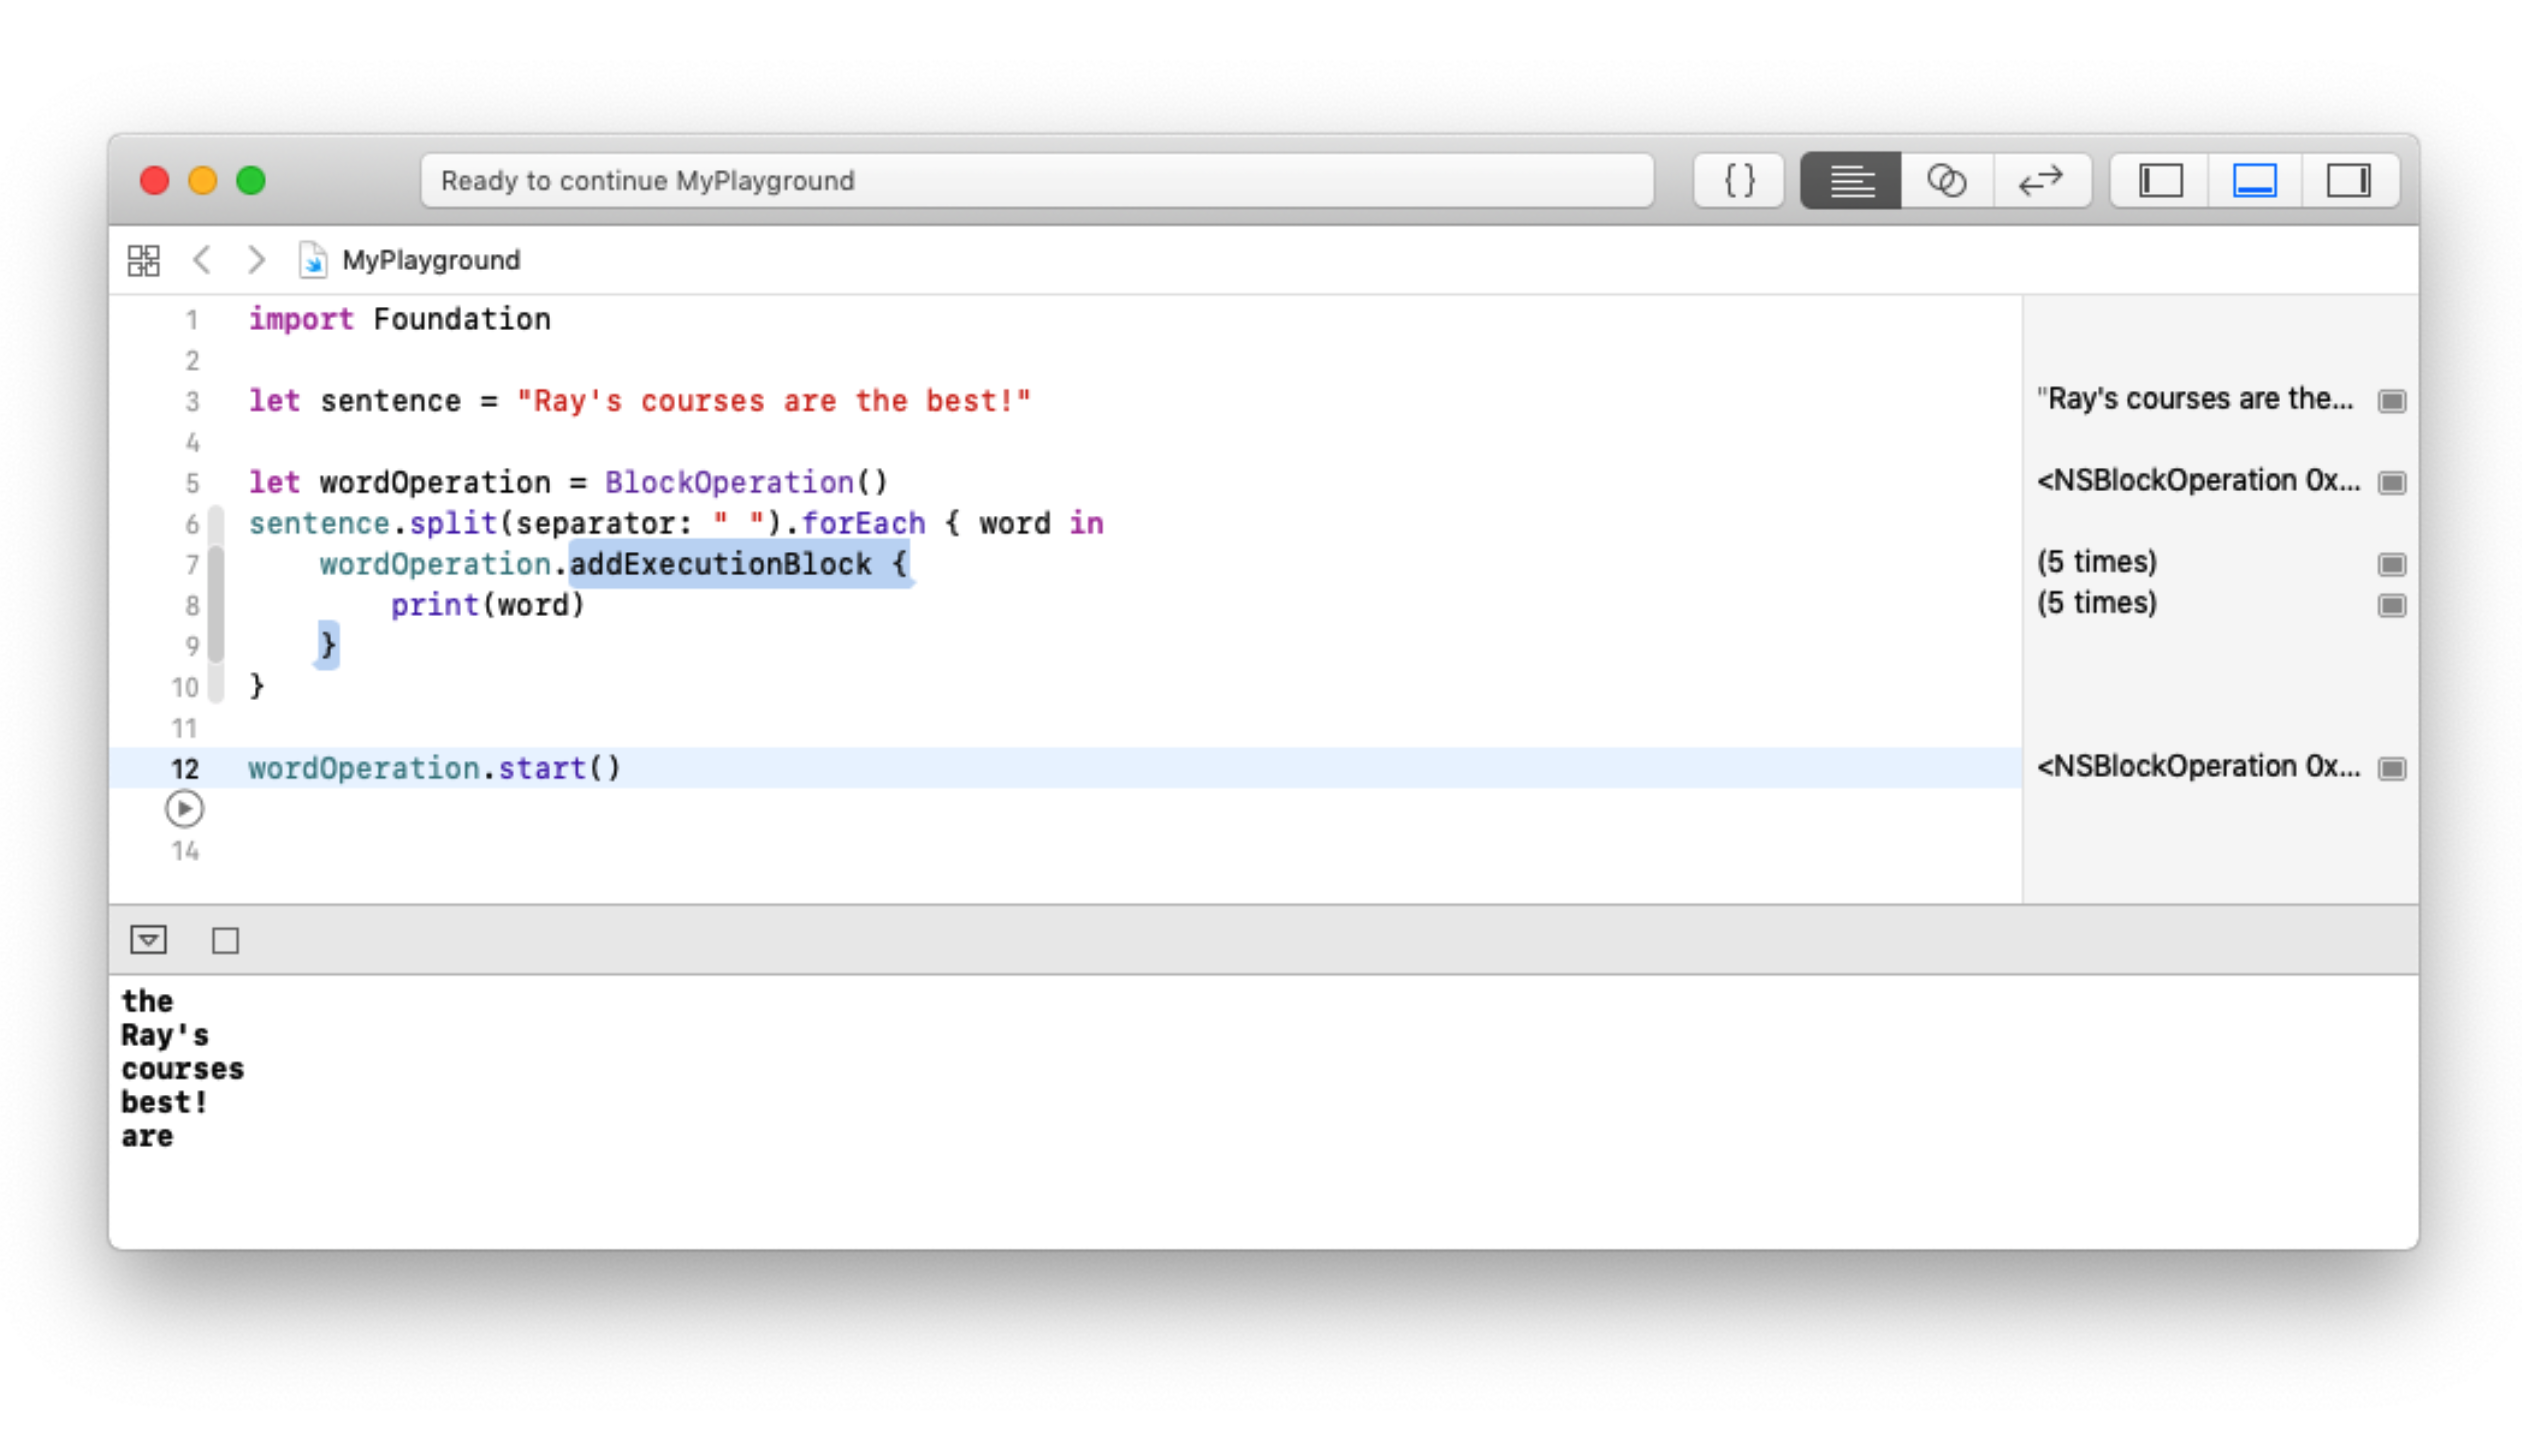 Ready to continue MyPlayground
{ }
MyPlayground
1 import Foundation
2
3 let sentence = "Ray's courses are the best!" "Ray's courses are the...
4
5 let wordOperation = BlockOperation() <NSBlockOperation 0x...
6 sentence.split(separator: " ").forEach { word in
7 wordOperation.addExecutionBlock { (5 times)
8 print(word) (5 times)
9 }
10 }
11
12 wordOperation.start() <NSBlockOperation 0x...
14
the
Ray's
courses
best!
are